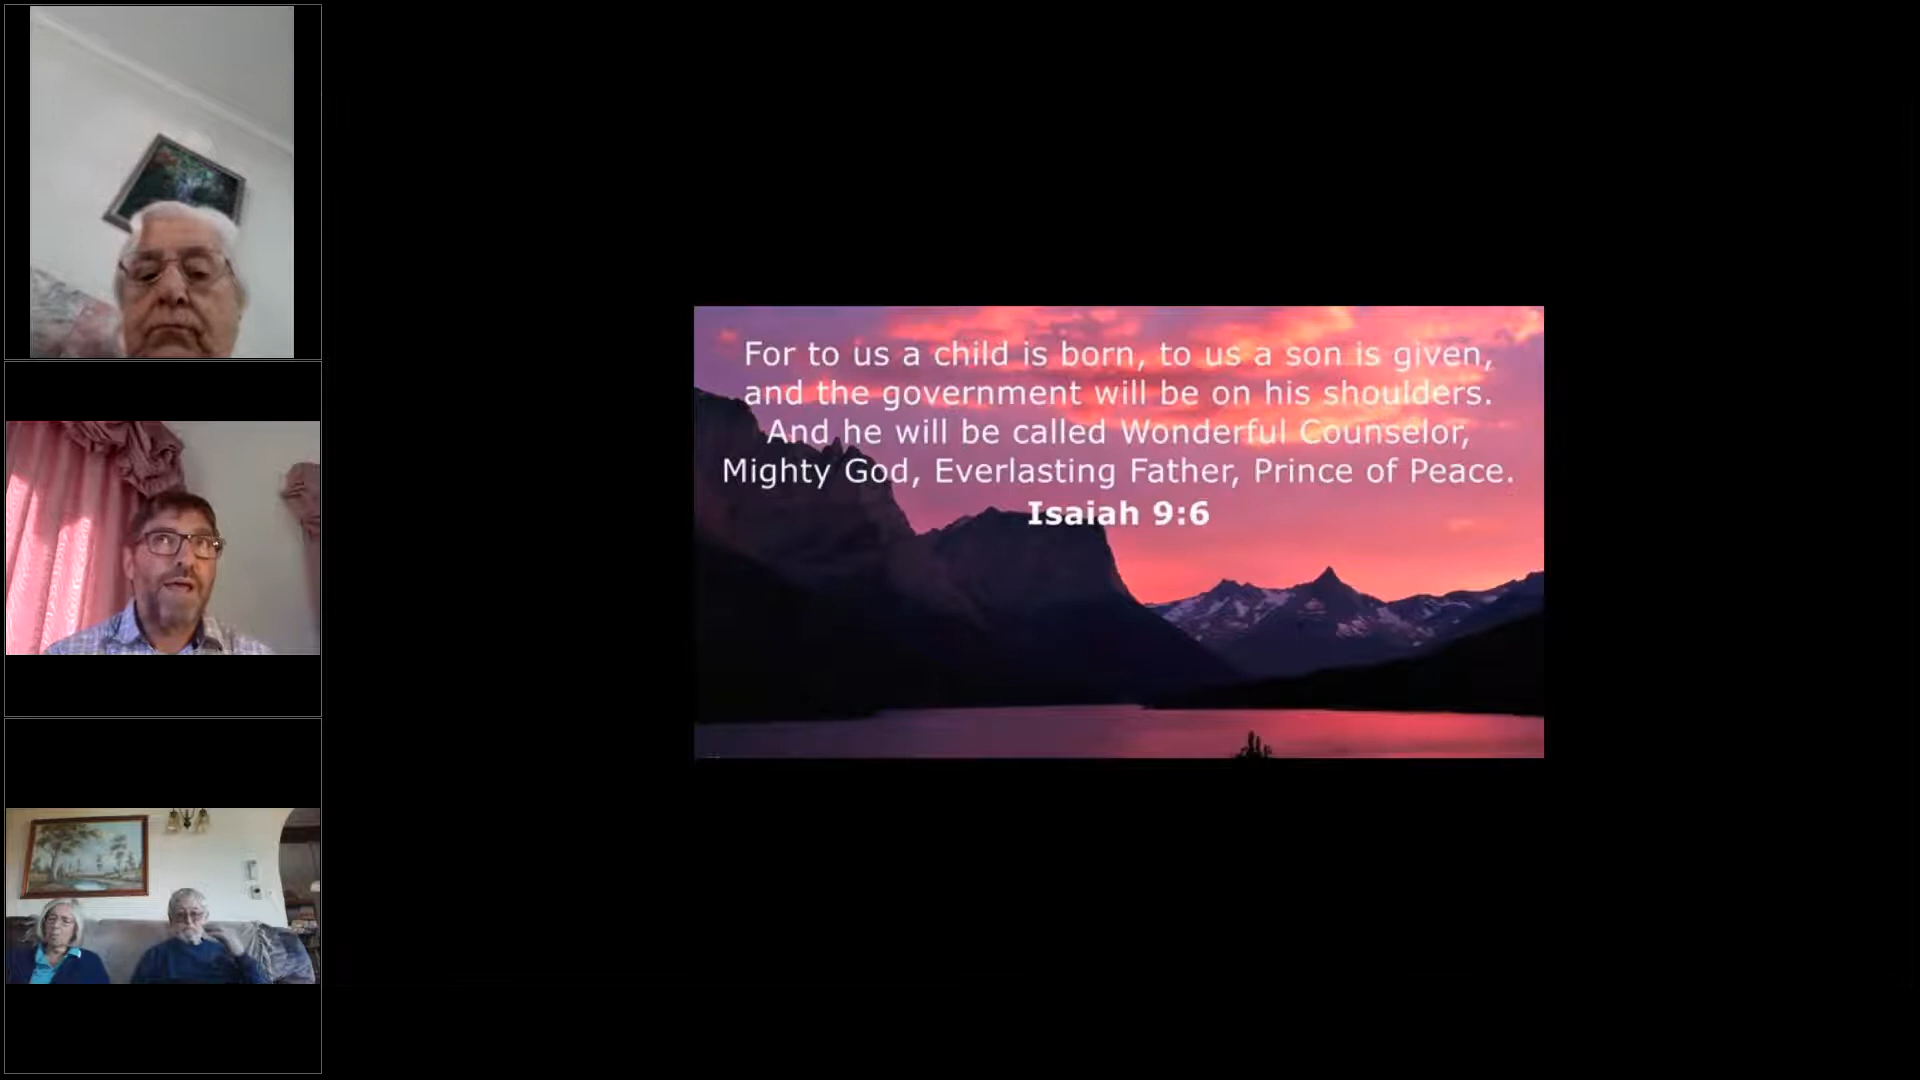 For to us a child is born, to us a son is given,
and the government will be on his shoulders.
And he will be called Wonderful Counselor,
Mighty God, Everlasting Father, Prince of Peace.
Isaiah 9:6